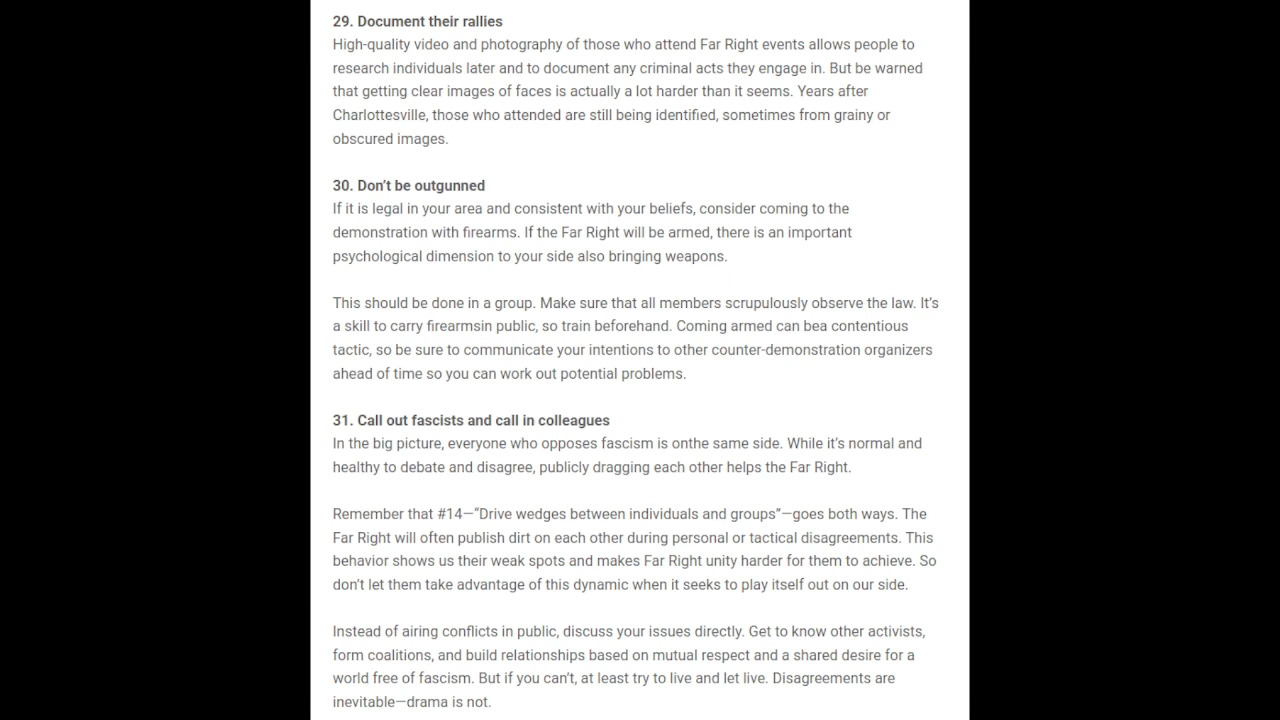 29. Document their rallies
High-quality video and photography of those who attend Far Right events allows people to
research individuals later and to document any criminal acts they engage in. But be warned
that getting clear images of faces is actually a lot harder than it seems. Years after
Charlottesville, those who attended are still being identified, sometimes from grainy or
obscured images.
30. Don’t be outgunned
If it is legal in your area and consistent with your beliefs, consider coming to the
demonstration with firearms. If the Far Right will be armed, there is an important
psychological dimension to your side also bringing weapons.
This should be done in a group. Make sure that all members scrupulously observe the law. It’s
a skill to carry firearmsin public, so train beforehand. Coming armed can bea contentious
tactic, so be sure to communicate your intentions to other counter-demonstration organizers
ahead of time so you can work out potential problems.
31. Call out fascists and call in colleagues
In the big picture, everyone who opposes fascism is onthe same side. While it’s normal and
healthy to debate and disagree, publicly dragging each other helps the Far Right.
Remember that #14—“Drive wedges between individuals and groups”—goes both ways. The
Far Right will often publish dirt on each other during personal or tactical disagreements. This
behavior shows us their weak spots and makes Far Right unity harder for them to achieve. So
don’t let them take advantage of this dynamic when it seeks to play itself out on our side.
Instead of airing conflicts in public, discuss your issues directly. Get to know other activists,
form coalitions, and build relationships based on mutual respect and a shared desire for a
world free of fascism. But if you can’t, at least try to live and let live. Disagreements are
inevitable—drama is not.